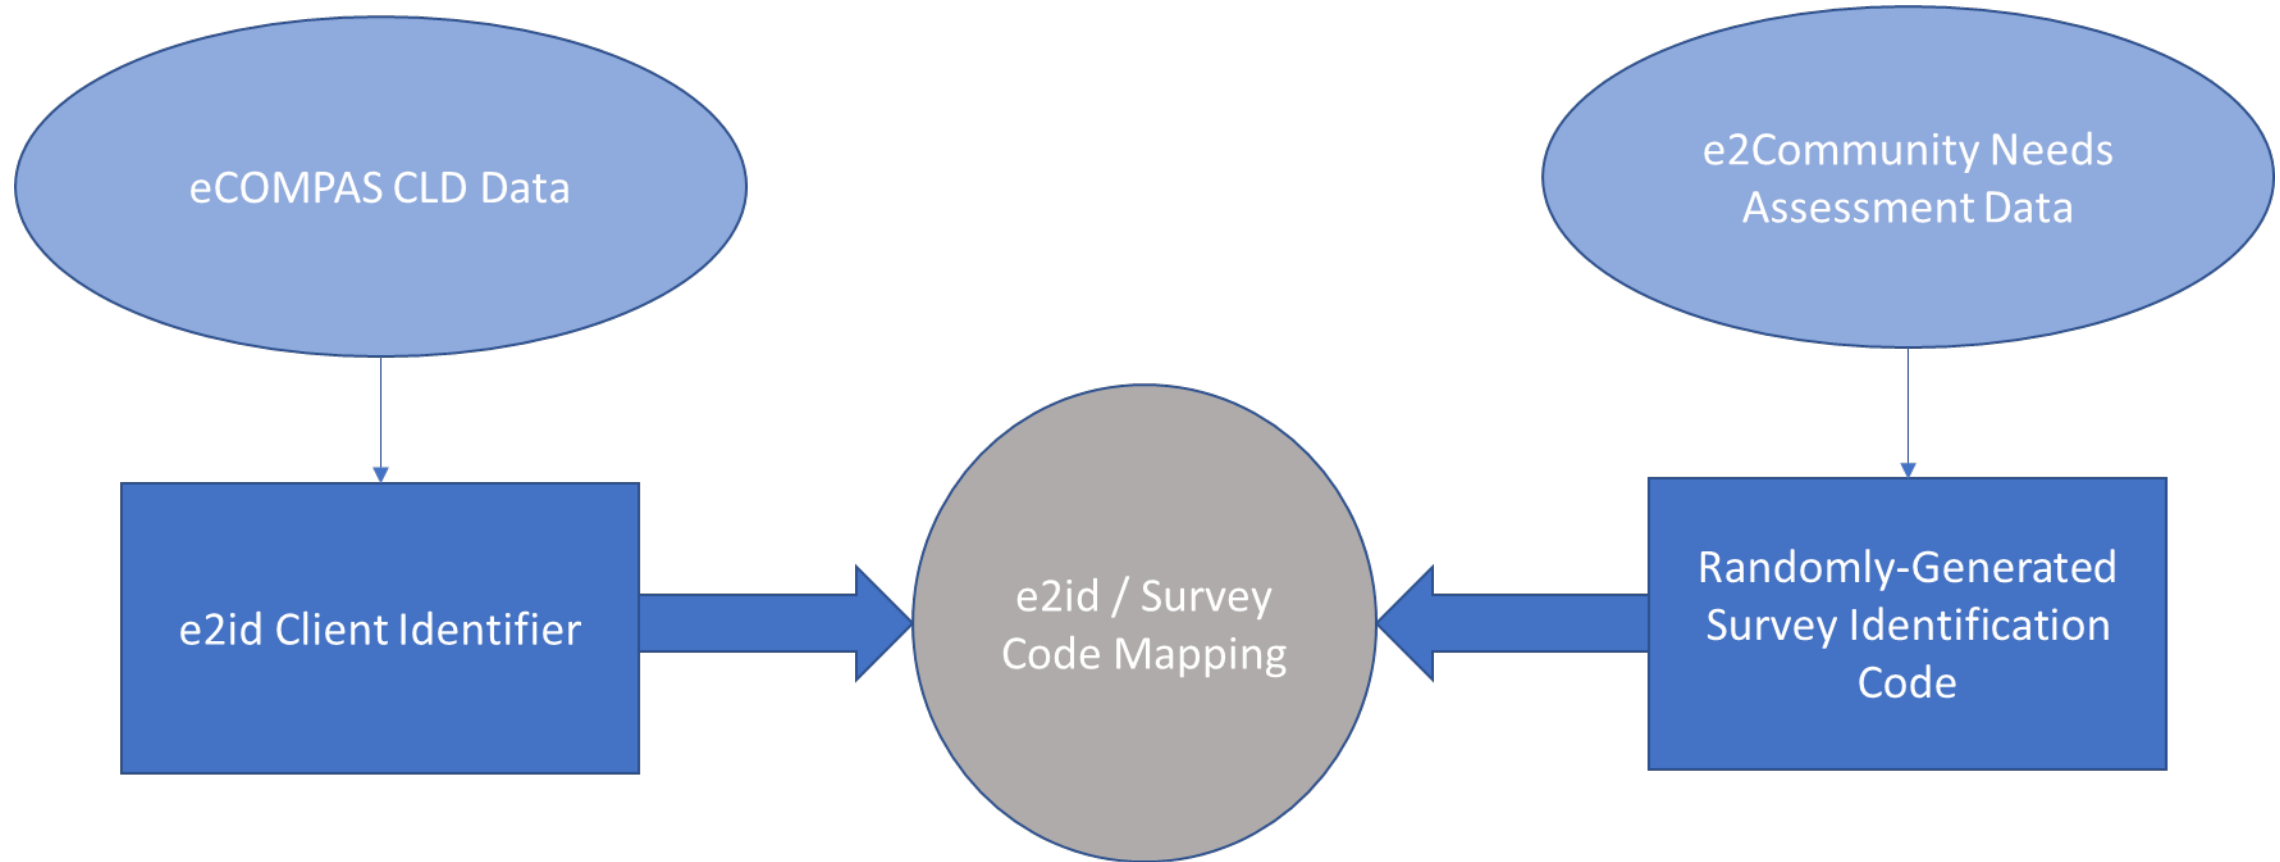 eCOMPAS CLD Data
e2Community Needs
Assessment Data
e2id Client Identifier
e2id / Survey
Code Mapping
Randomly-Generated
Survey Identification
Code